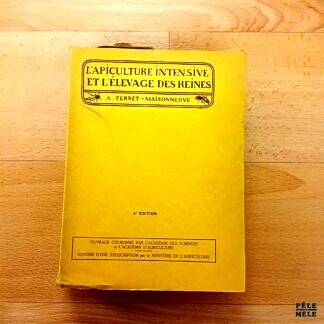 L'APICULTURE INTENSIVE
ET L'ÉLEVAGE DES REINES
A. PERRET-MAISONNEUVE
4e EDITION
OUVRAGE COURONNÉ PAR L'ACADÉMIE DES SCIENCES
et L'ACADÉMIE D'AGRICULTURE
HONORÉ D'UNE SOUSCRIPTION par le MINISTÈRE DE L'AGRICULTURE
PÊLE
MÊLE